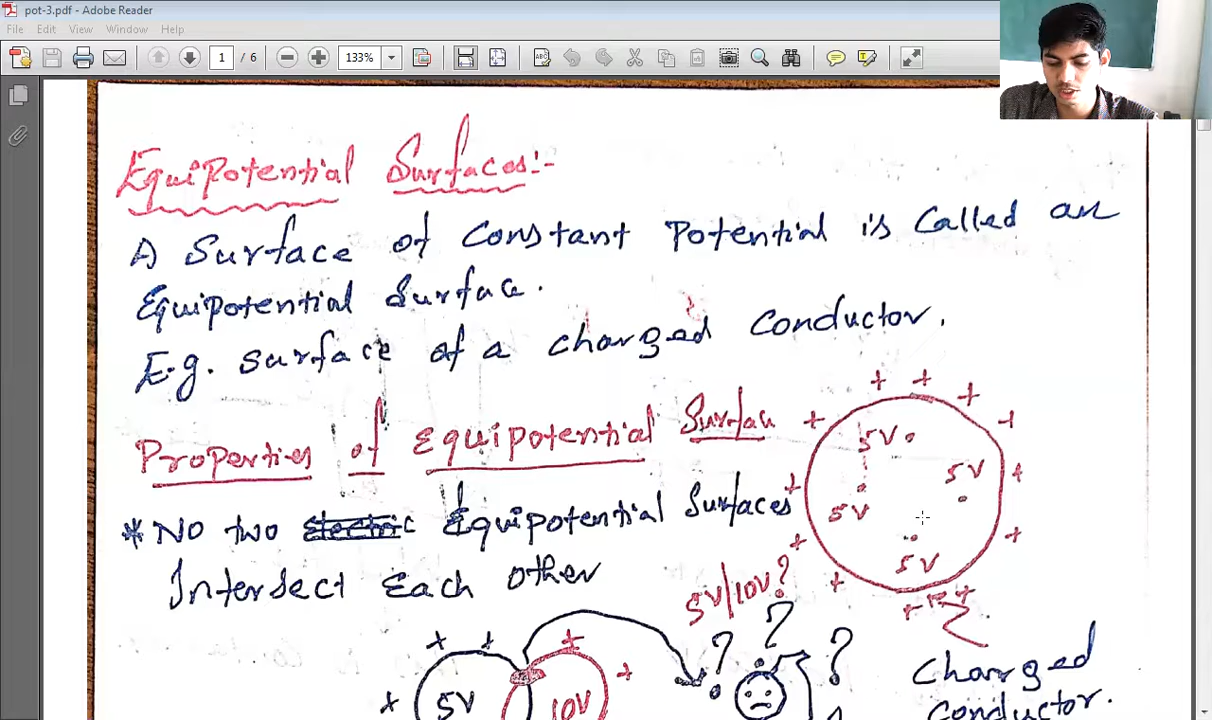 pot-3.pdf - Adobe Reader
File Edit View Window Help
1 / 6 133%
Equipotential Surfaces:-
A Surface of Constant Potential is Called an
Equipotential Surface.
E.g. surface of a charged conductor.
Properties of Equipotential Surface
* No two Equipotential Surfaces
Intersect Each other
+ + + + + + + + + + + + +
5V
5V
5V
5V
5V/10V?
? ? ?
+ + + + +
5V 10V
Charged
conductor.